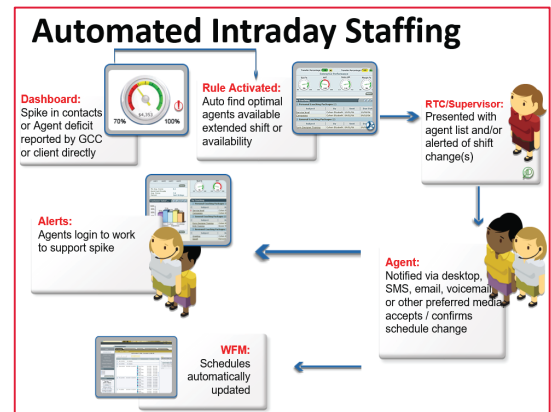 Automated Intraday Staffing
Dashboard:
Spike in contacts
or Agent deficit
reported by GCC
or client directly
70%
100%
Rule Activated:
Auto find optimal
agents available
extended shift or
availability
RTC/Supervisor:
Presented with
agent list and/or
alerted of shift
change(s)
Alerts:
Agents login to work
to support spike
Agent:
Notified via desktop,
SMS, email, voicemail
or other preferred media
accepts / confirms
schedule change
WFM:
Schedules
automatically
updated